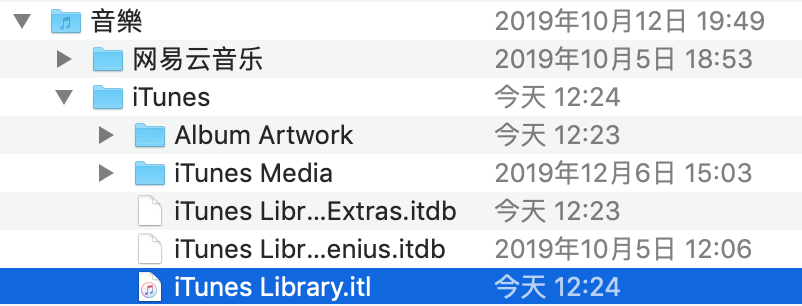 音樂 2019年10月12日 19:49
网易云音乐 2019年10月5日 18:53
iTunes 今天 12:24
Album Artwork 今天 12:23
iTunes Media 2019年12月6日 15:03
iTunes Libr...Extras.itdb 今天 12:23
iTunes Libr...enius.itdb 2019年10月5日 12:06
iTunes Library.itl 今天 12:24